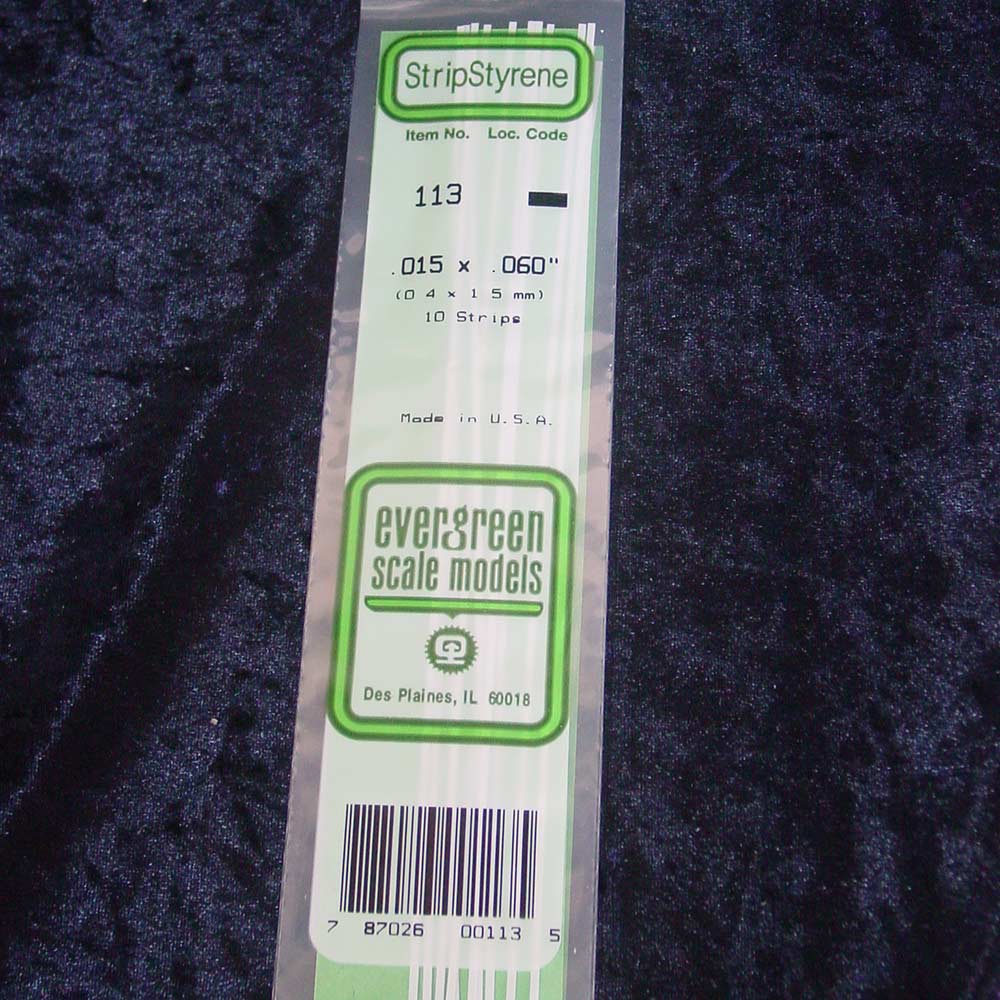 StripStyrene
Item No. Loc. Code
113
.015 x .060"
(0 4 x 1 5 mm)
10 Strips
Made in U.S.A.
evergreen
scale models
Des Plaines, IL 60018
7 87026 00113 5